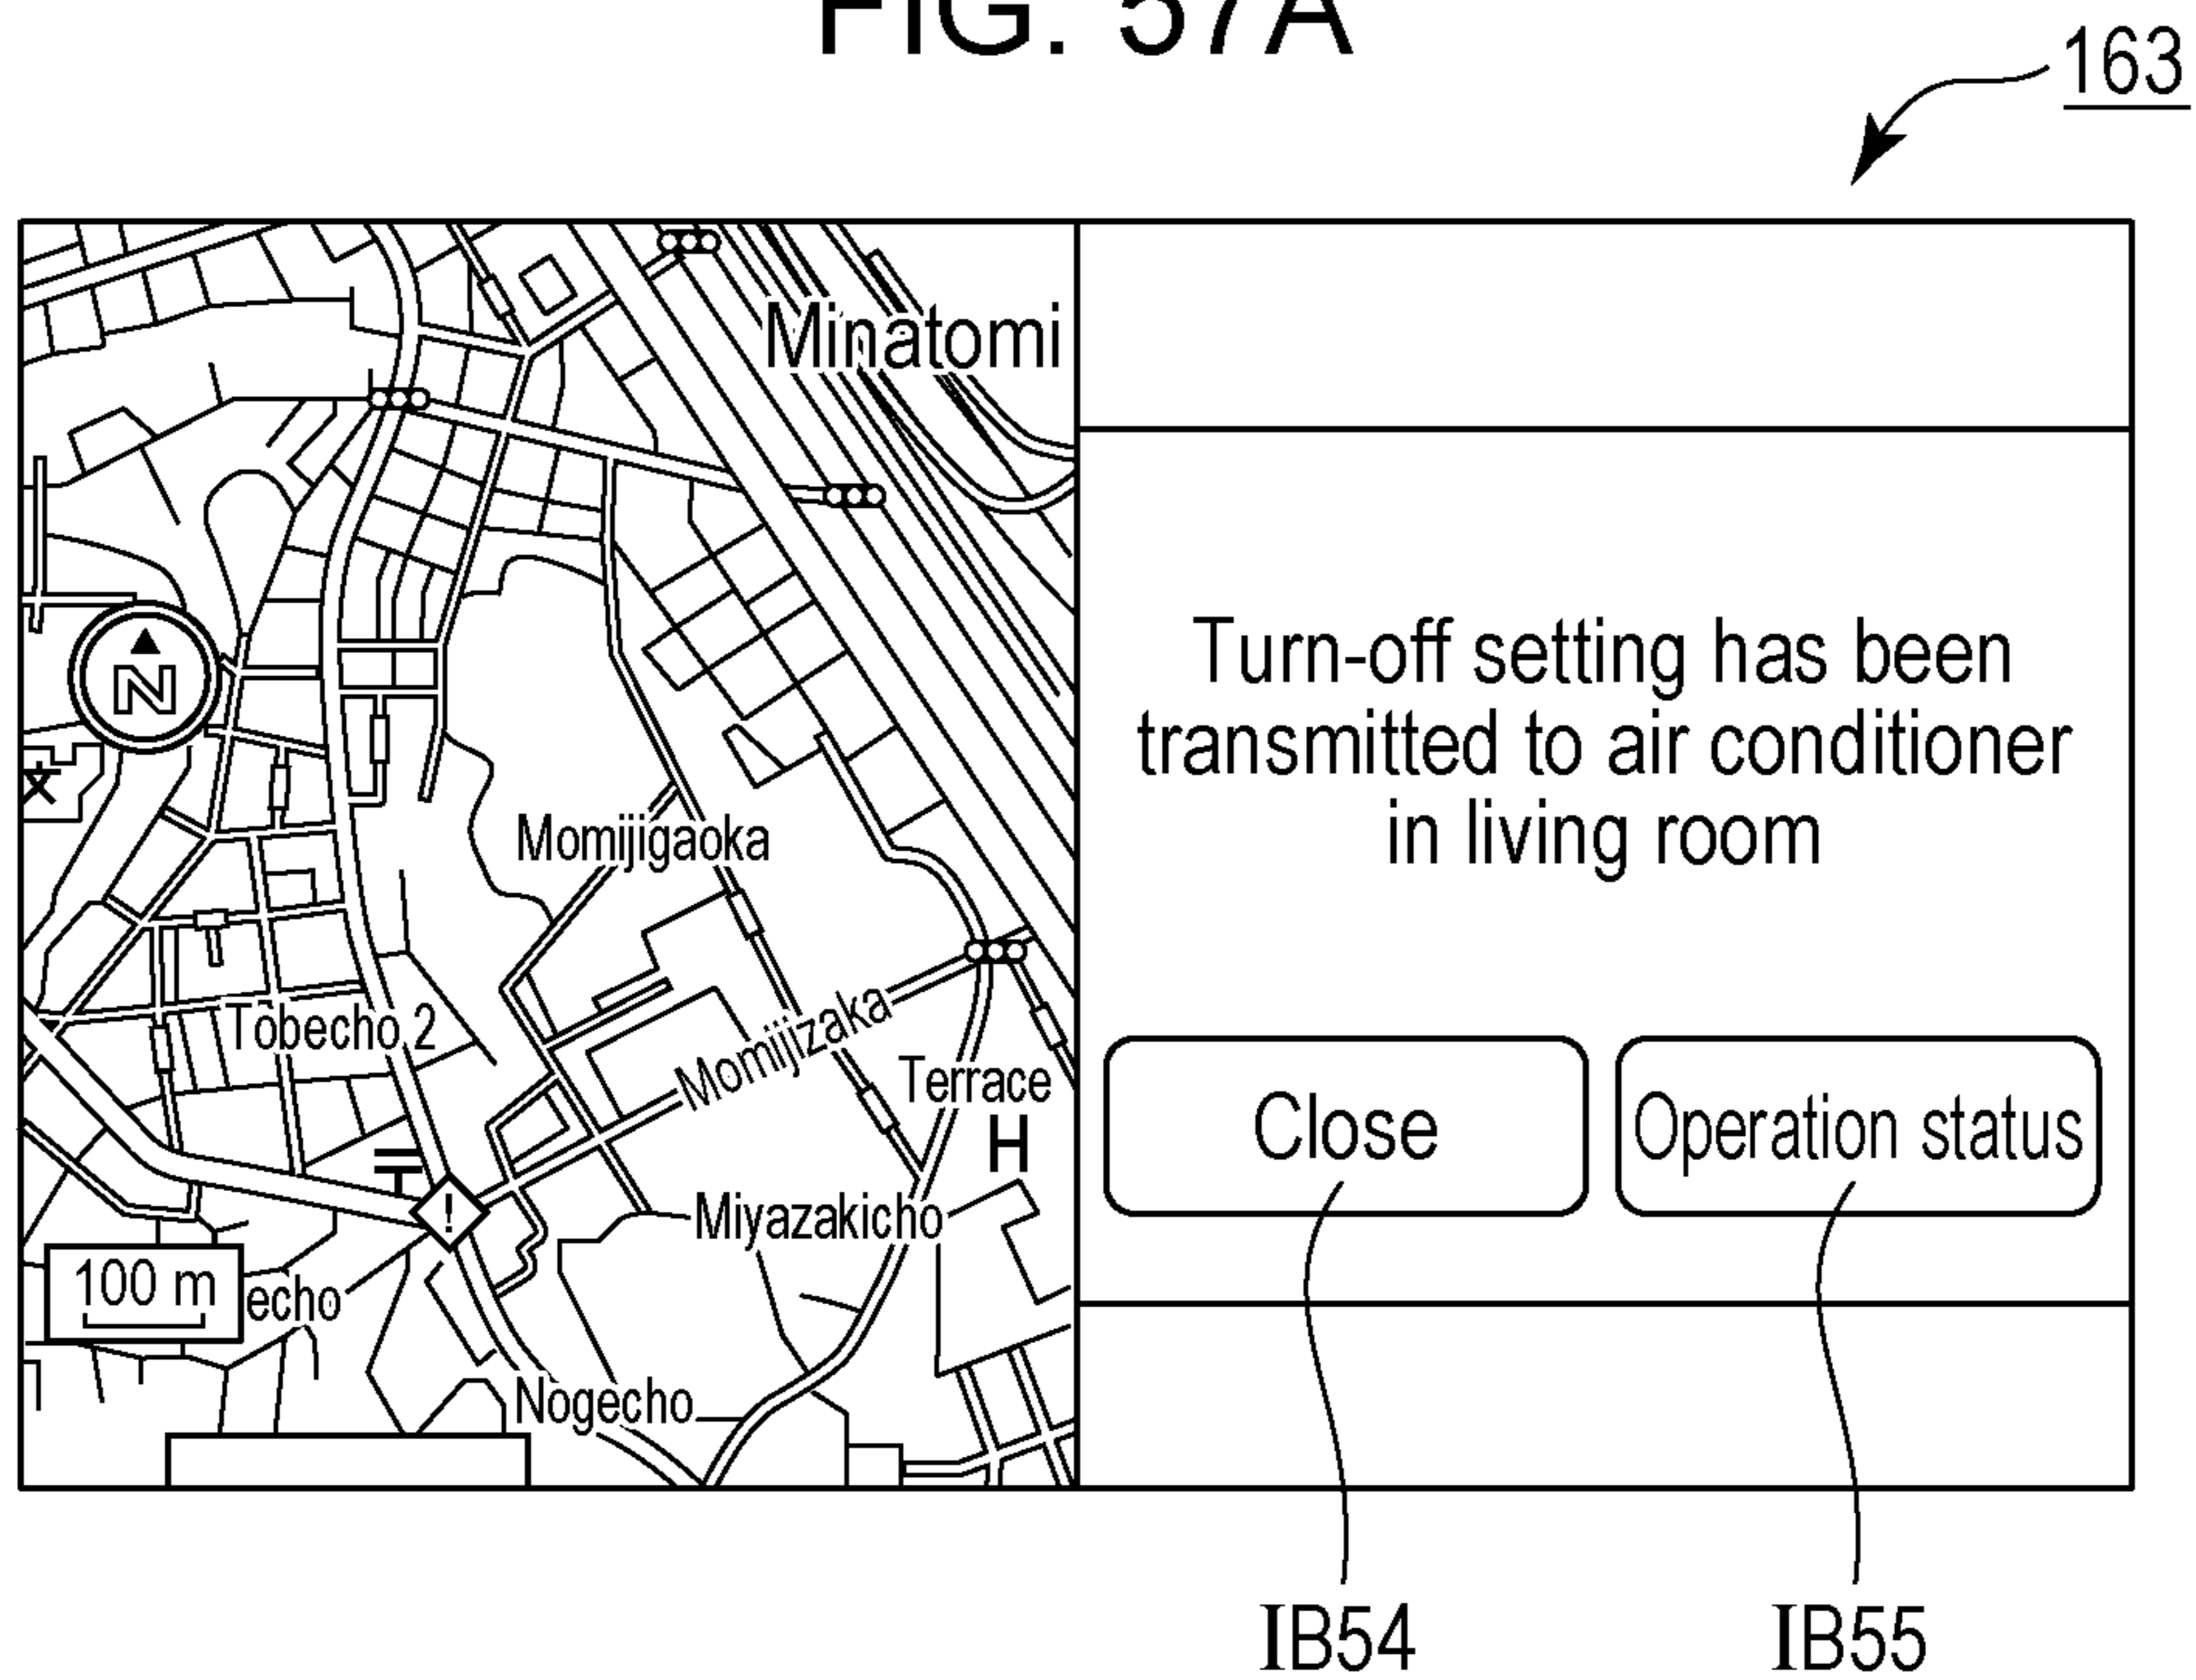 FIG. 57A
163
Minatomi
N
Turn-off setting has been
transmitted to air conditioner
in living room
Momijigaoka
Tobecho 2
Momijizaka
Terrace
H
Close
Operation status
!
Miyazakicho
100 m
echo
Nogecho
IB54
IB55